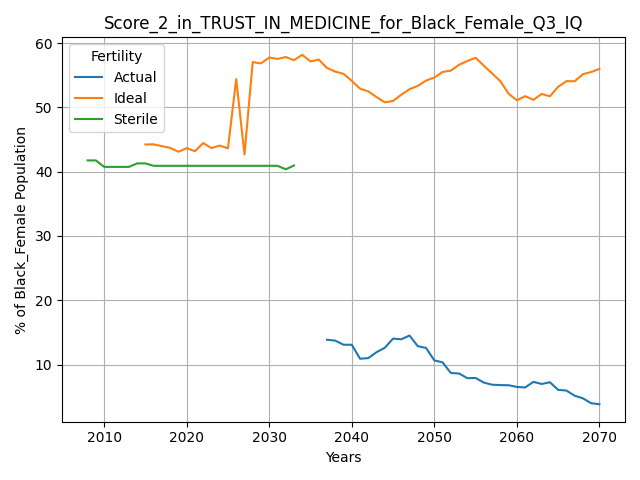 Score_2_in_TRUST_IN_MEDICINE_for_Black_Female_Q3_IQ
Fertility
Actual
Ideal
Sterile
% of Black_Female Population
60
50
40
30
20
10
2010 2020 2030 2040 2050 2060 2070
Years